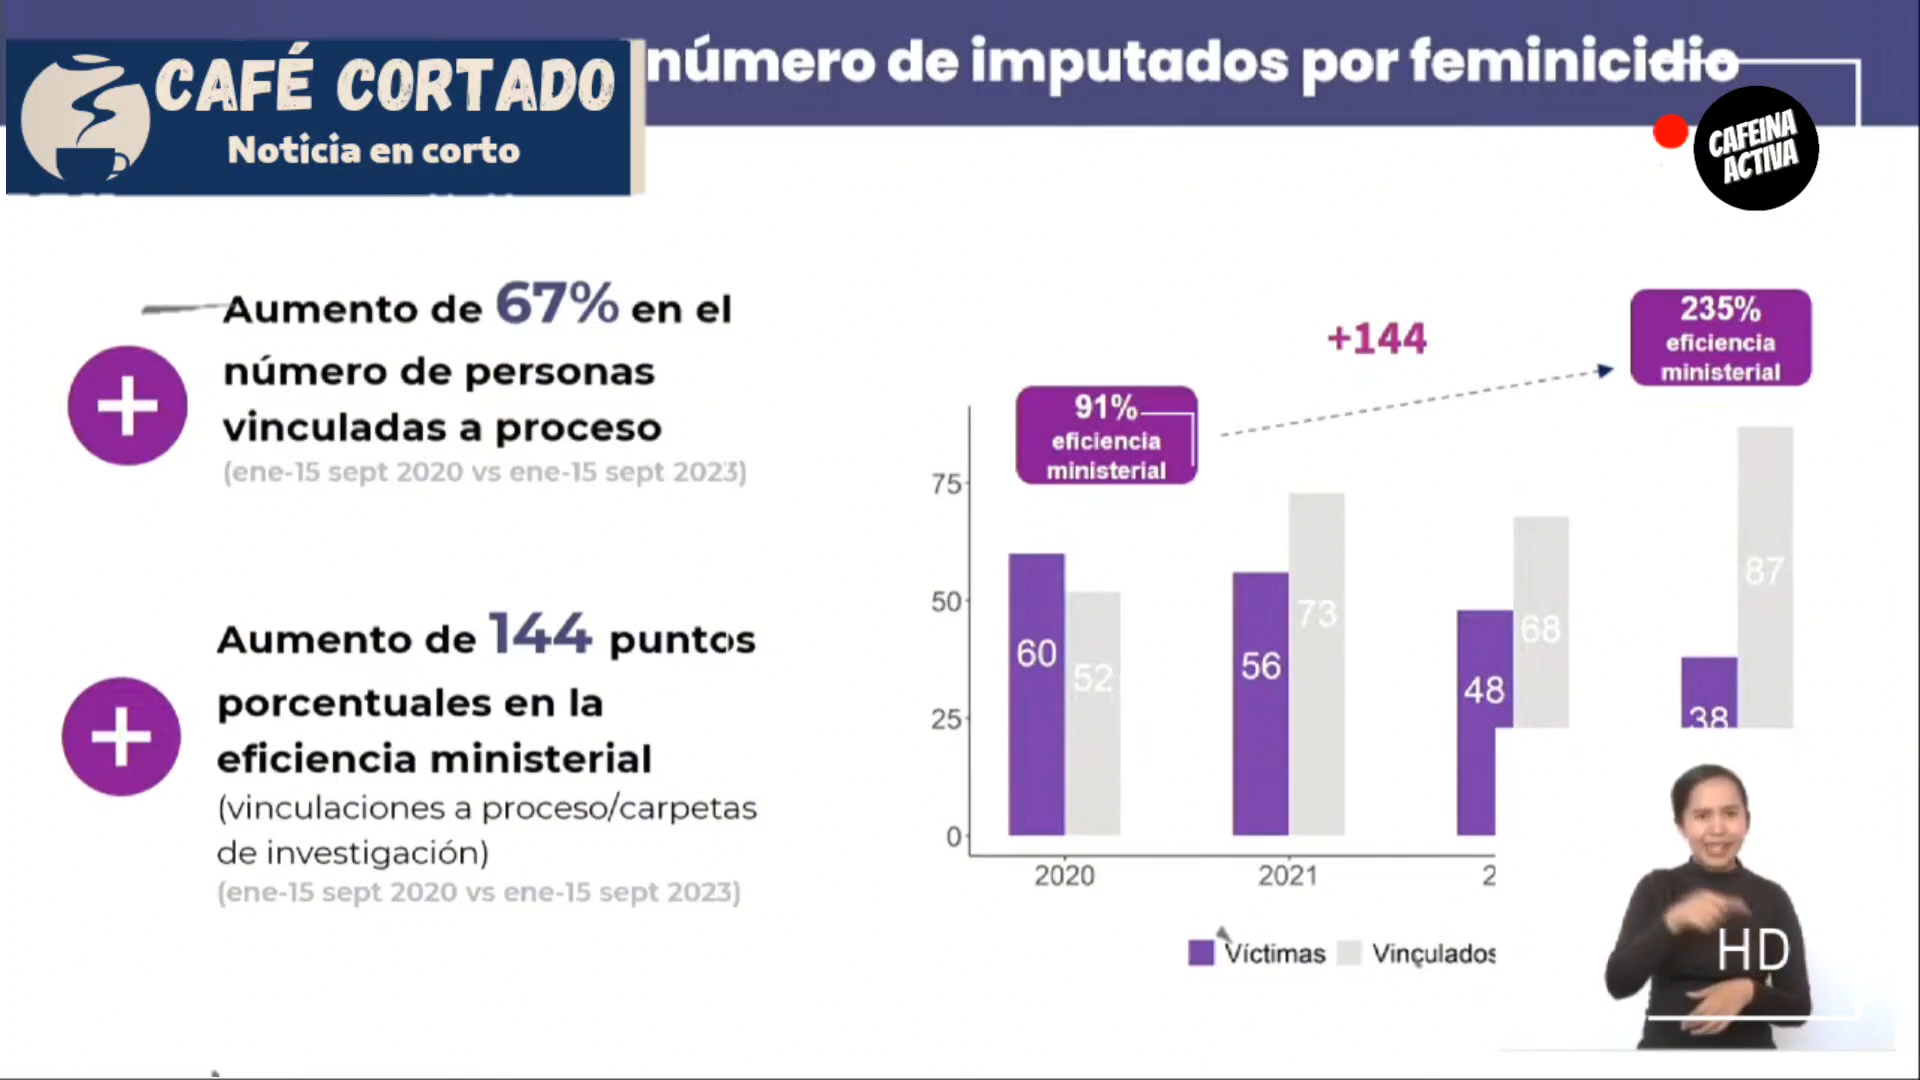 número de imputados por feminicidio
CAFÉ CORTADO
Noticia en corto
CAFEINA
ACTIVA
Aumento de 67% en el
número de personas
vinculadas a proceso
(ene-15 sept 2020 vs ene-15 sept 2023)
Aumento de 144 puntos
porcentuales en la
eficiencia ministerial
(vinculaciones a proceso/carpetas
de investigación)
(ene-15 sept 2020 vs ene-15 sept 2023)
+144
235%
eficiencia
ministerial
91%
eficiencia
ministerial
75
50
25
0
60
52
56
73
48
68
38
87
2020
2021
2
Víctimas
Vinculados
HD